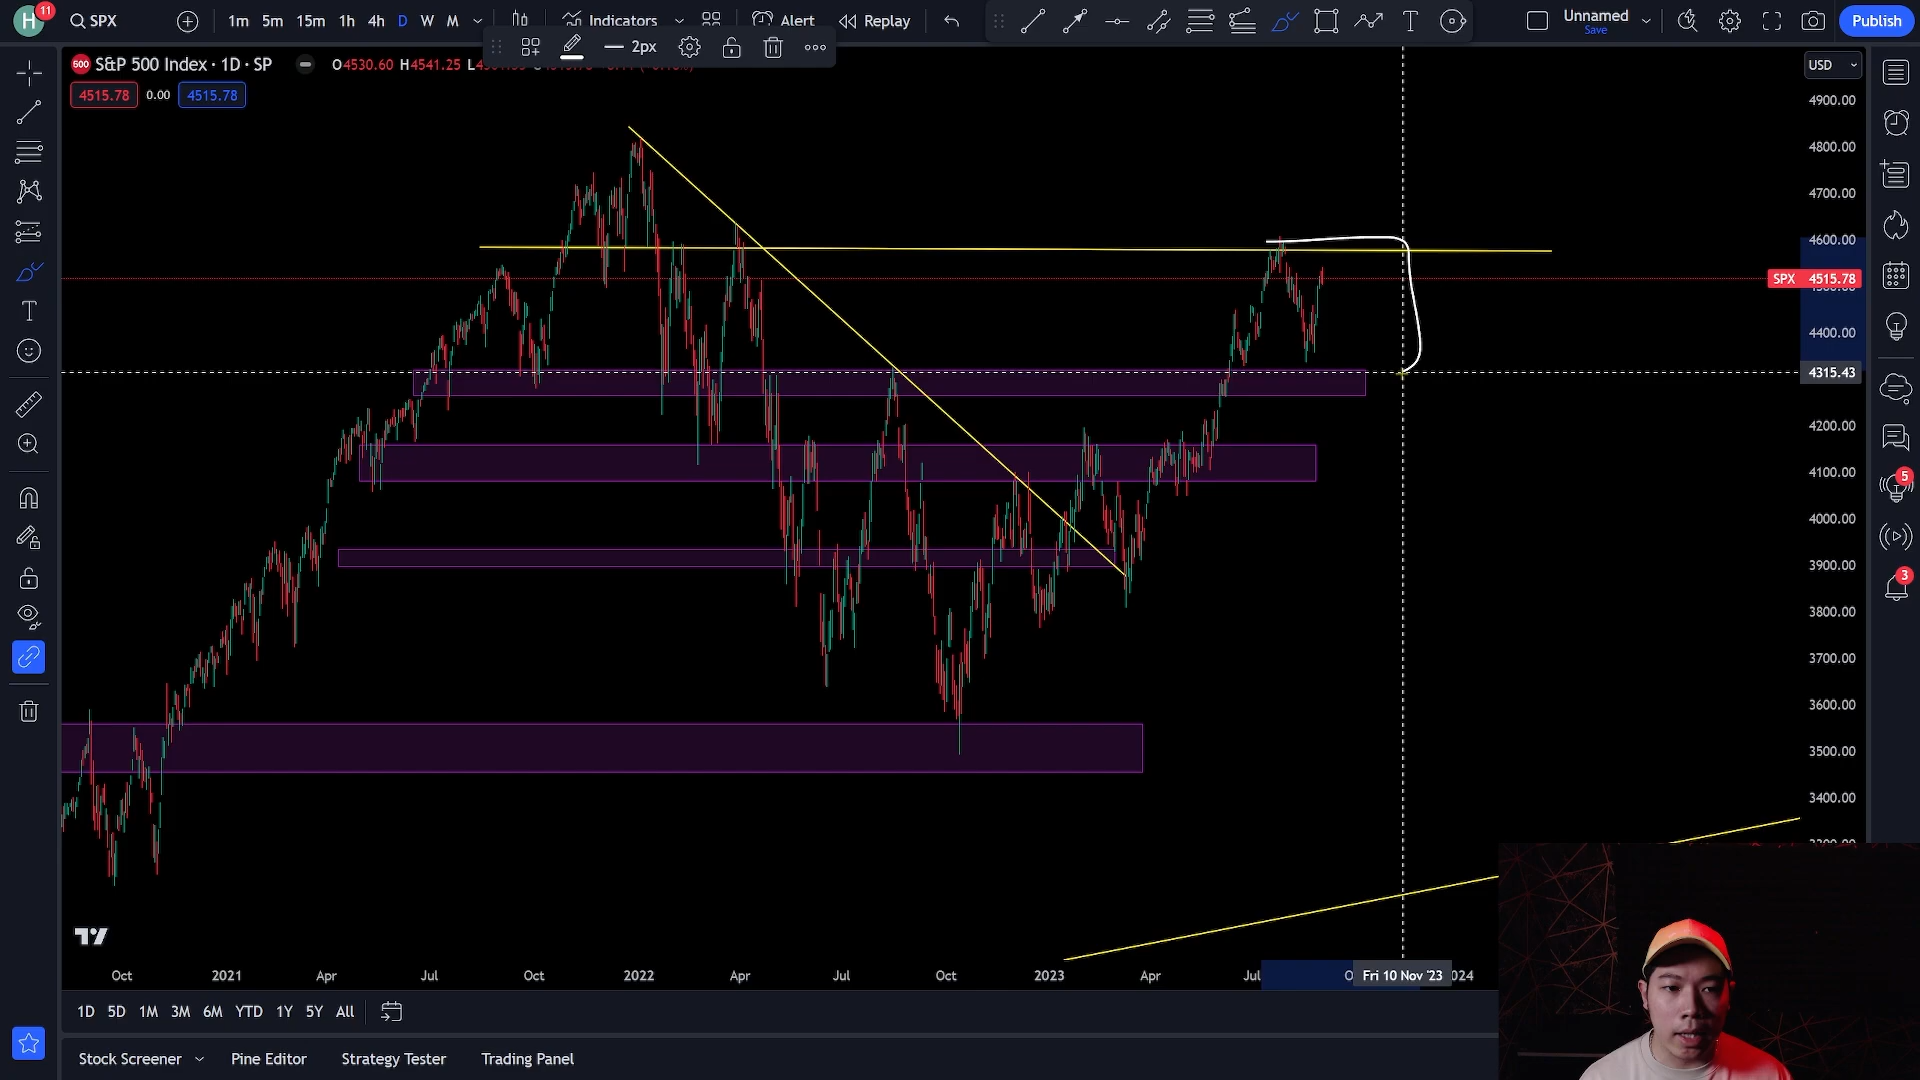 H
11
SPX
1m 5m 15m 1h 4h D W M
Indicators
Alert
Replay
Unnamed
Save
Publish
2px
500 S&P 500 Index · 1D · SP
O4530.60 H4541.25
4515.78 0.00 4515.78
USD
4900.00
4800.00
4700.00
4600.00
SPX 4515.78
4400.00
4315.43
4200.00
4100.00
4000.00
3900.00
3800.00
3700.00
3600.00
3500.00
3400.00
5
3
Oct 2021 Apr Jul Oct 2022 Apr Jul Oct 2023 Apr Jul Fri 10 Nov '23
1D 5D 1M 3M 6M YTD 1Y 5Y All
Stock Screener Pine Editor Strategy Tester Trading Panel